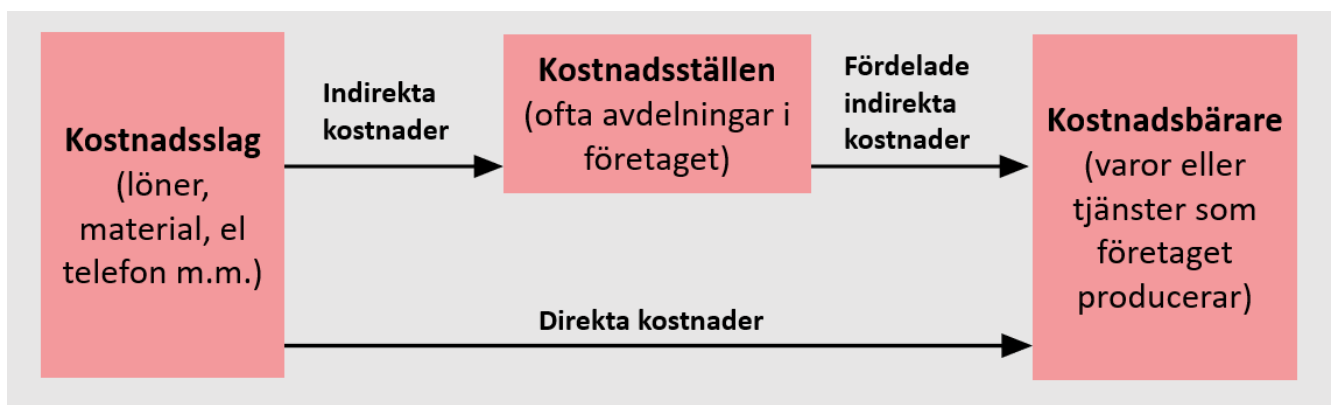 Kostnadsslag
(löner,
material, el
telefon m.m.)
Indirekta
kostnader
Kostnadsställen
(ofta avdelningar i
företaget)
Fördelade
indirekta
kostnader
Kostnadsbärare
(varor eller
tjänster som
företaget
producerar)
Direkta kostnader